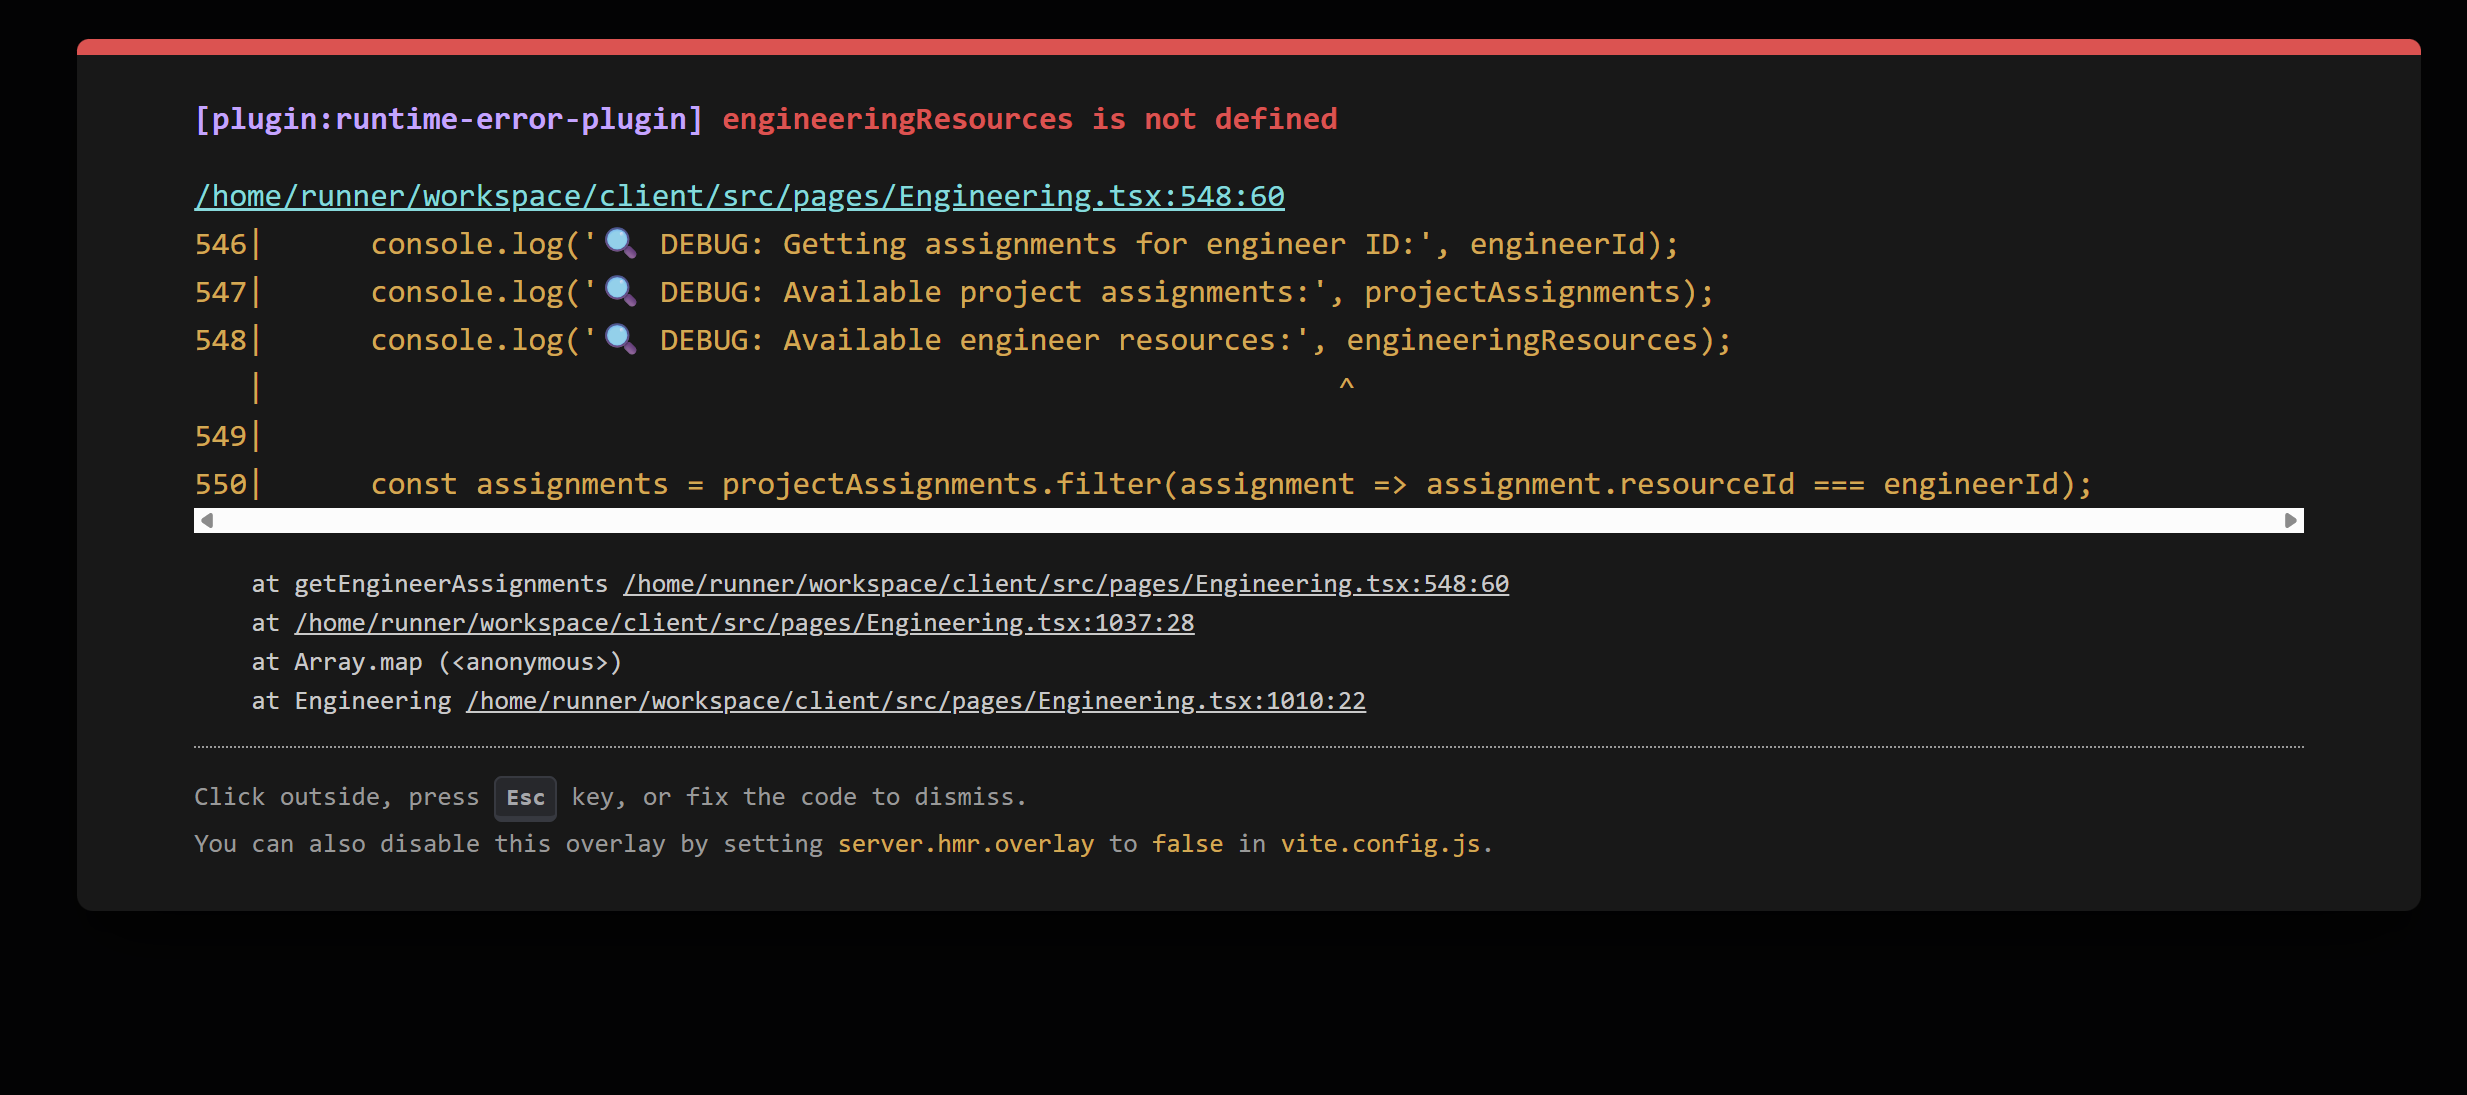 [plugin:runtime-error-plugin] engineeringResources is not defined
/home/runner/workspace/client/src/pages/Engineering.tsx:548:60
546|      console.log('🔍 DEBUG: Getting assignments for engineer ID:', engineerId);
547|      console.log('🔍 DEBUG: Available project assignments:', projectAssignments);
548|      console.log('🔍 DEBUG: Available engineer resources:', engineeringResources);
   |                                                             ^
549|
550|      const assignments = projectAssignments.filter(assignment => assignment.resourceId === engineerId);
at getEngineerAssignments /home/runner/workspace/client/src/pages/Engineering.tsx:548:60
at /home/runner/workspace/client/src/pages/Engineering.tsx:1037:28
at Array.map (<anonymous>)
at Engineering /home/runner/workspace/client/src/pages/Engineering.tsx:1010:22
Click outside, press Esc key, or fix the code to dismiss.
You can also disable this overlay by setting server.hmr.overlay to false in vite.config.js.